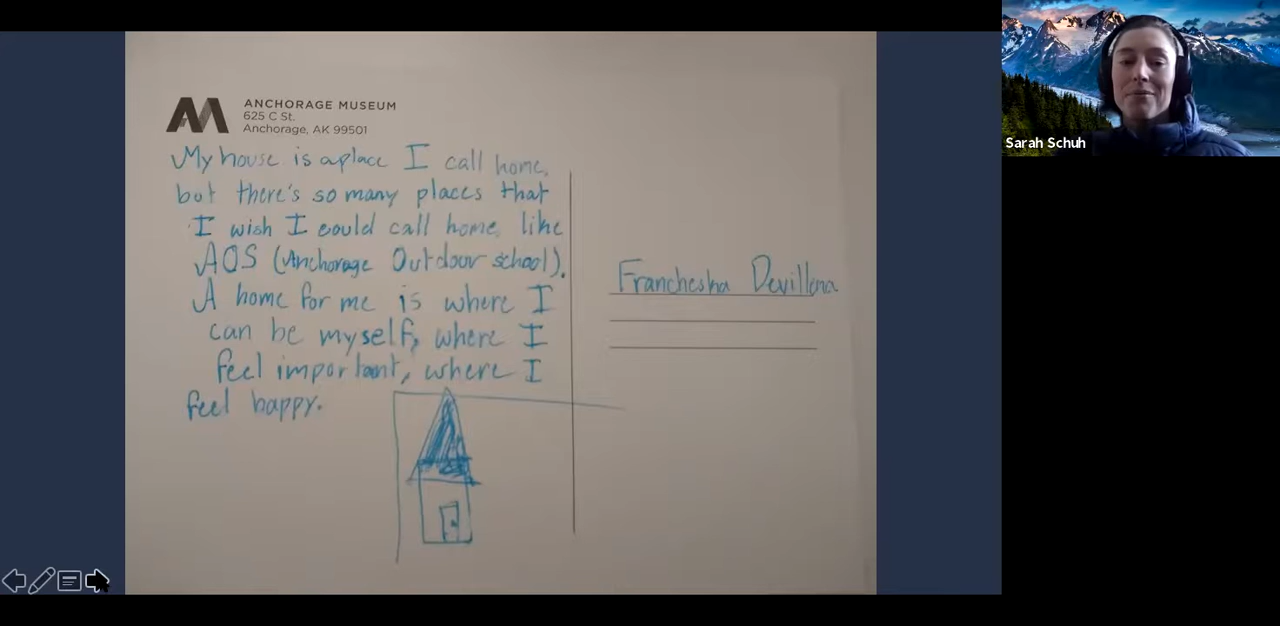 ANCHORAGE MUSEUM
625 C St.
Anchorage, AK 99501
My house is a place I call home,
but there's so many places that
I wish I could call home, like
AOS (Anchorage Outdoor school).
A home for me is where I
can be myself, where I
feel important, where I
feel happy.
Francheska Devillena
Sarah Schuh